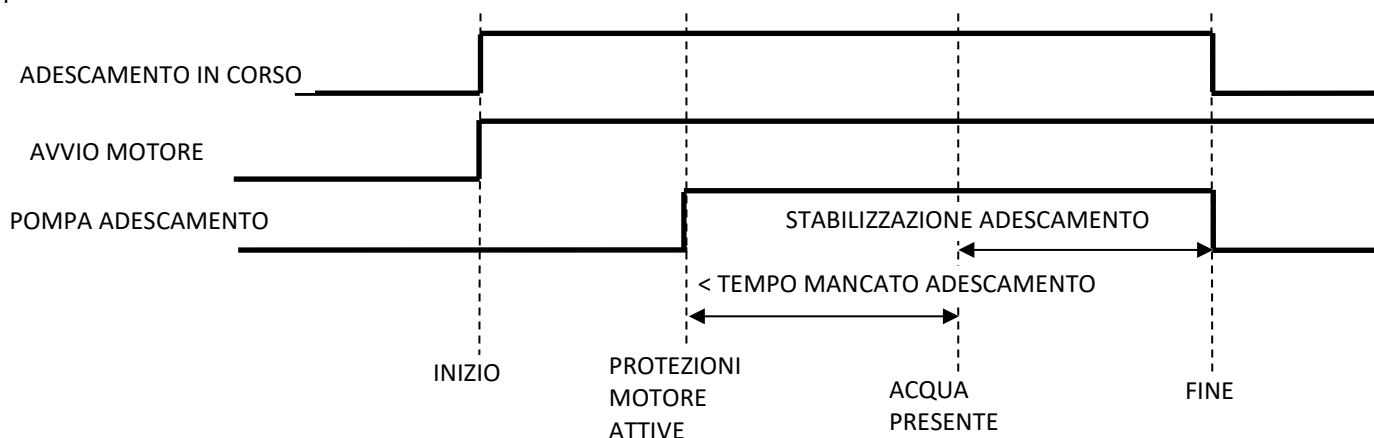 ADESCAMENTO IN CORSO
AVVIO MOTORE
POMPA ADESCAMENTO
STABILIZZAZIONE ADESCAMENTO
< TEMPO MANCATO ADESCAMENTO
INIZIO
PROTEZIONI
MOTORE
ATTIVE
ACQUA
PRESENTE
FINE